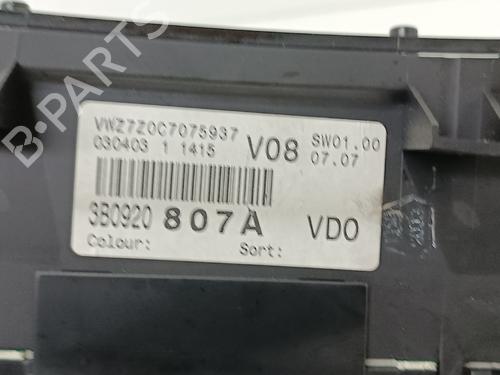 VWZ7Z0C7075937
030403 1 1415
V08
SW01.00
07.07
3B0920 807A
VDO
Colour:
Sort:
B-PARTS